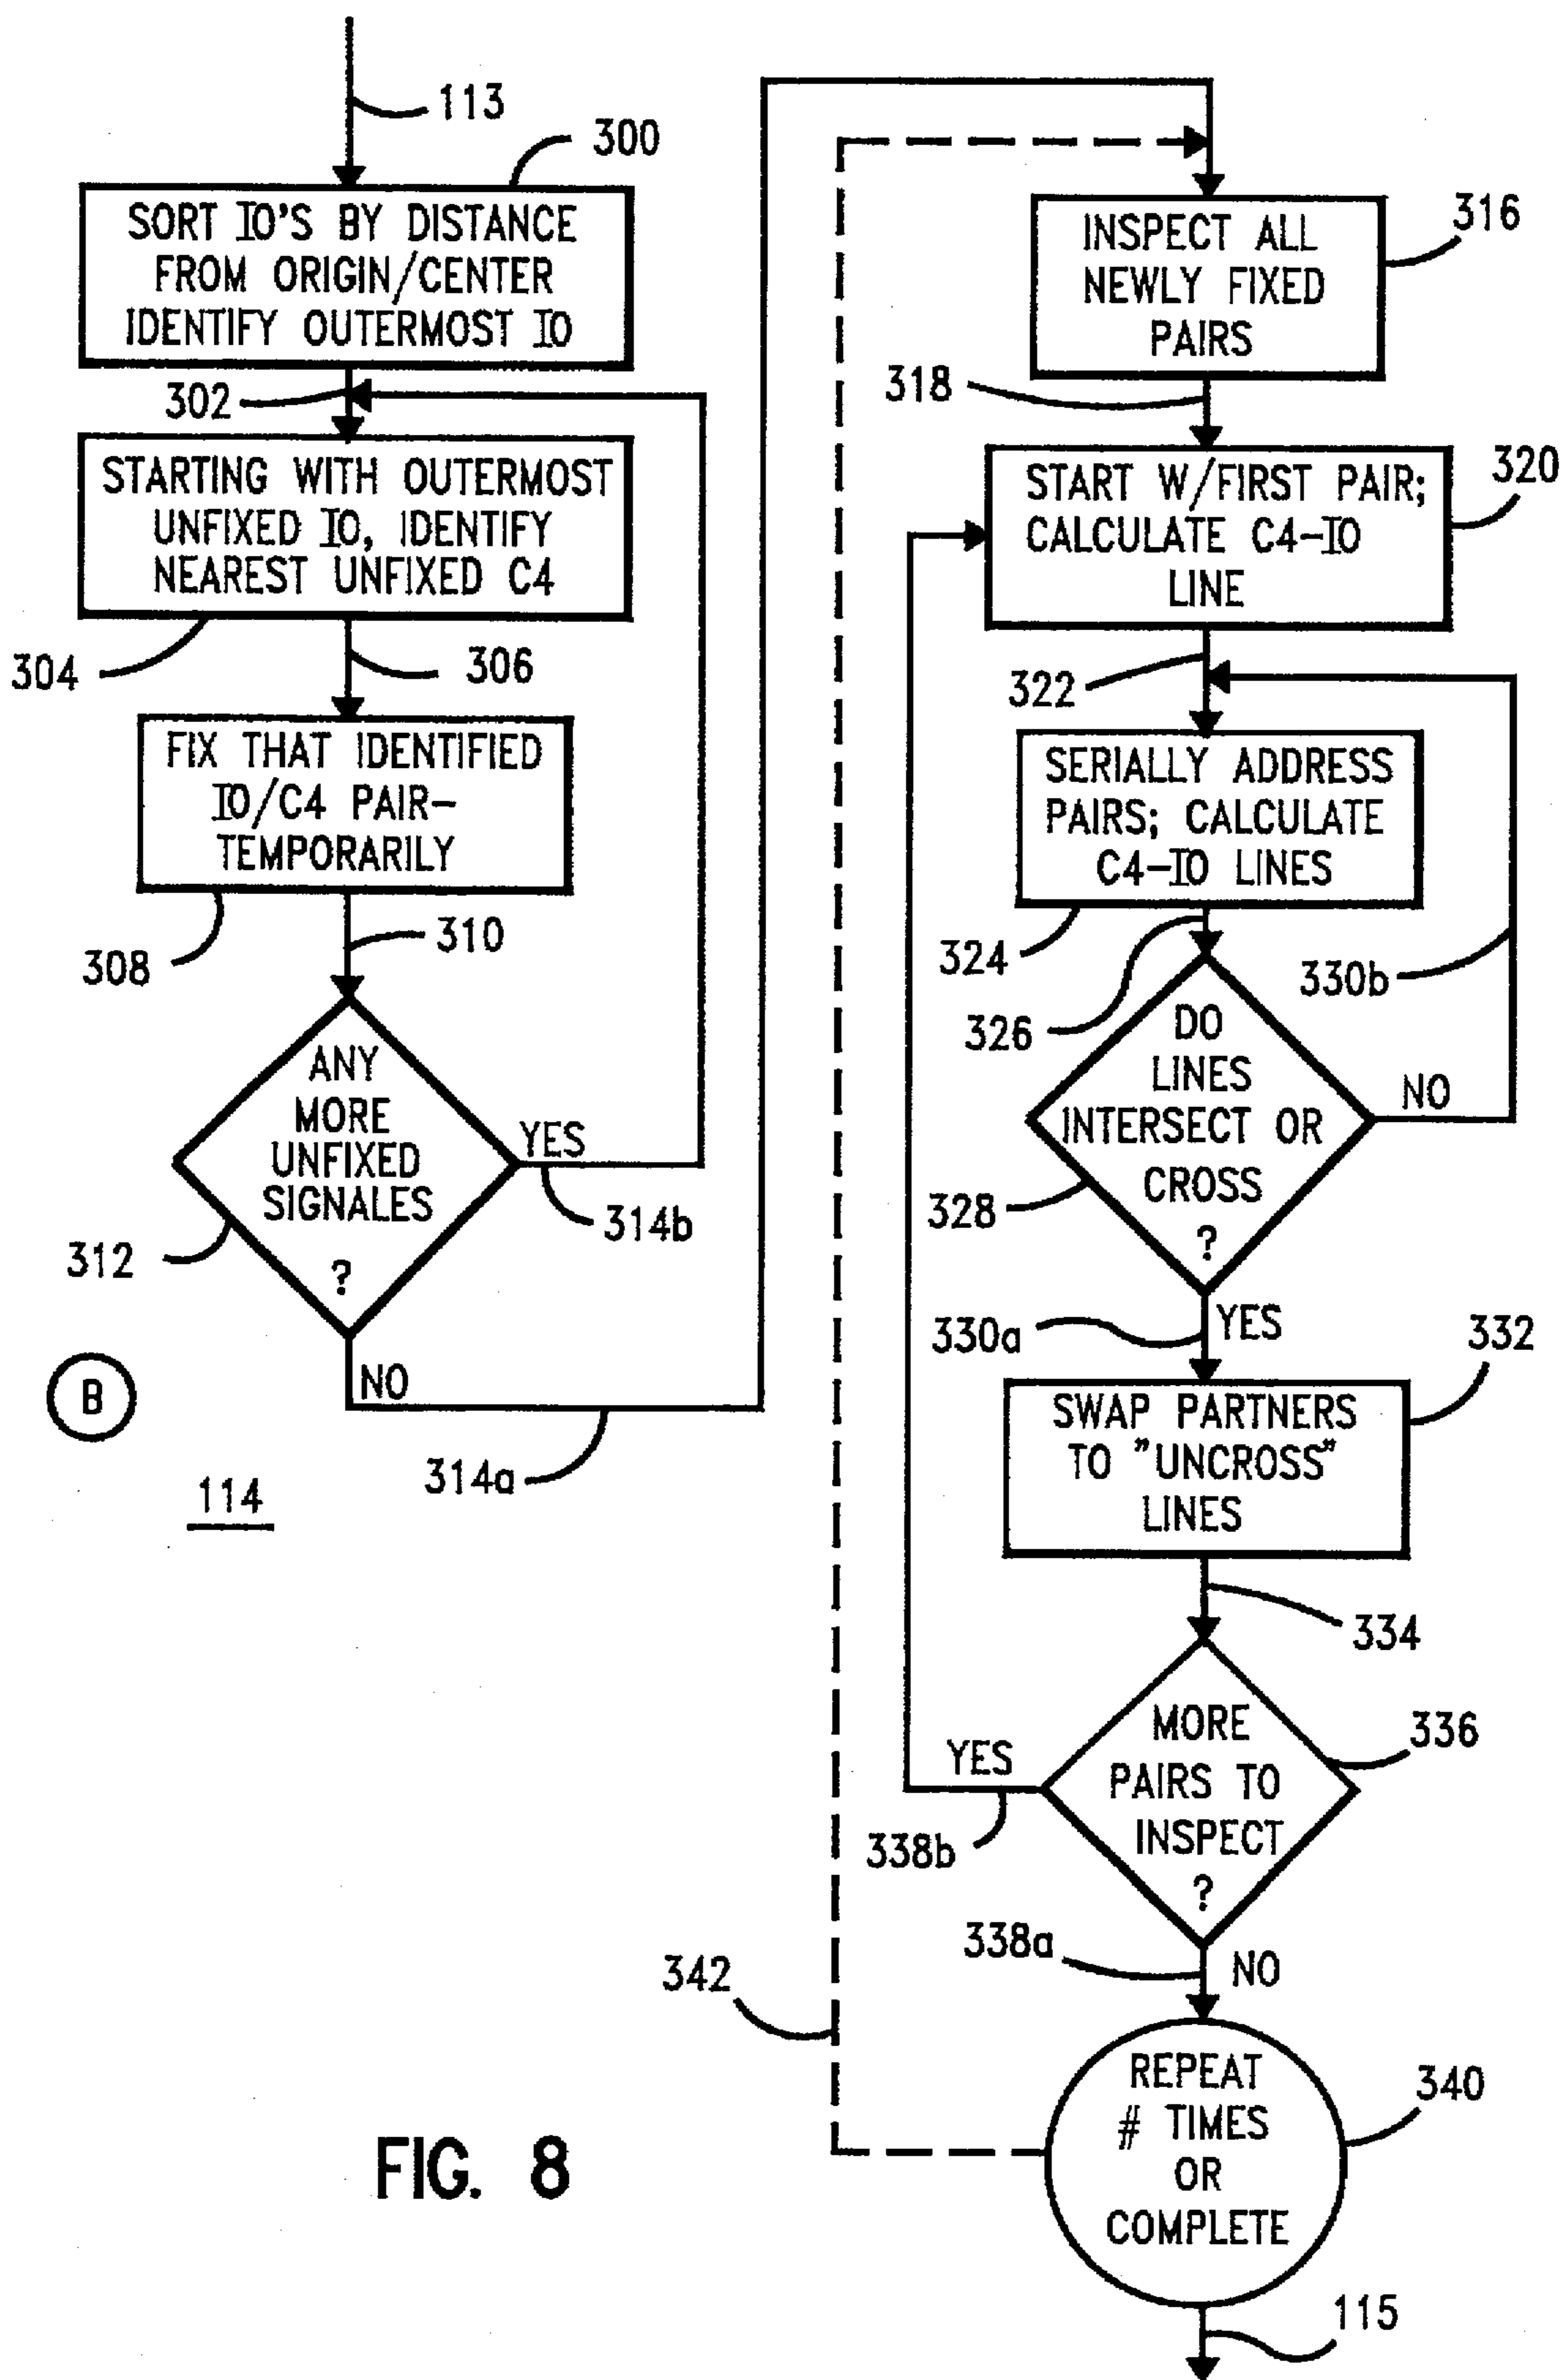 113
300
SORT IO'S BY DISTANCE
FROM ORIGIN/CENTER
IDENTIFY OUTERMOST IO
302
STARTING WITH OUTERMOST
UNFIXED IO, IDENTIFY
NEAREST UNFIXED C4
304
306
FIX THAT IDENTIFIED
IO/C4 PAIR-
TEMPORARILY
308
310
ANY
MORE
UNFIXED
SIGNALES
?
312
YES
314b
NO
314a
B
114
316
INSPECT ALL
NEWLY FIXED
PAIRS
318
320
START W/FIRST PAIR;
CALCULATE C4-IO
LINE
322
SERIALLY ADDRESS
PAIRS; CALCULATE
C4-IO LINES
324
326
330b
DO
LINES
INTERSECT OR
CROSS
?
328
NO
330a
YES
332
SWAP PARTNERS
TO "UNCROSS"
LINES
334
MORE
PAIRS TO
INSPECT
?
336
YES
338b
338a
NO
342
REPEAT
# TIMES
OR
COMPLETE
340
115
FIG. 8